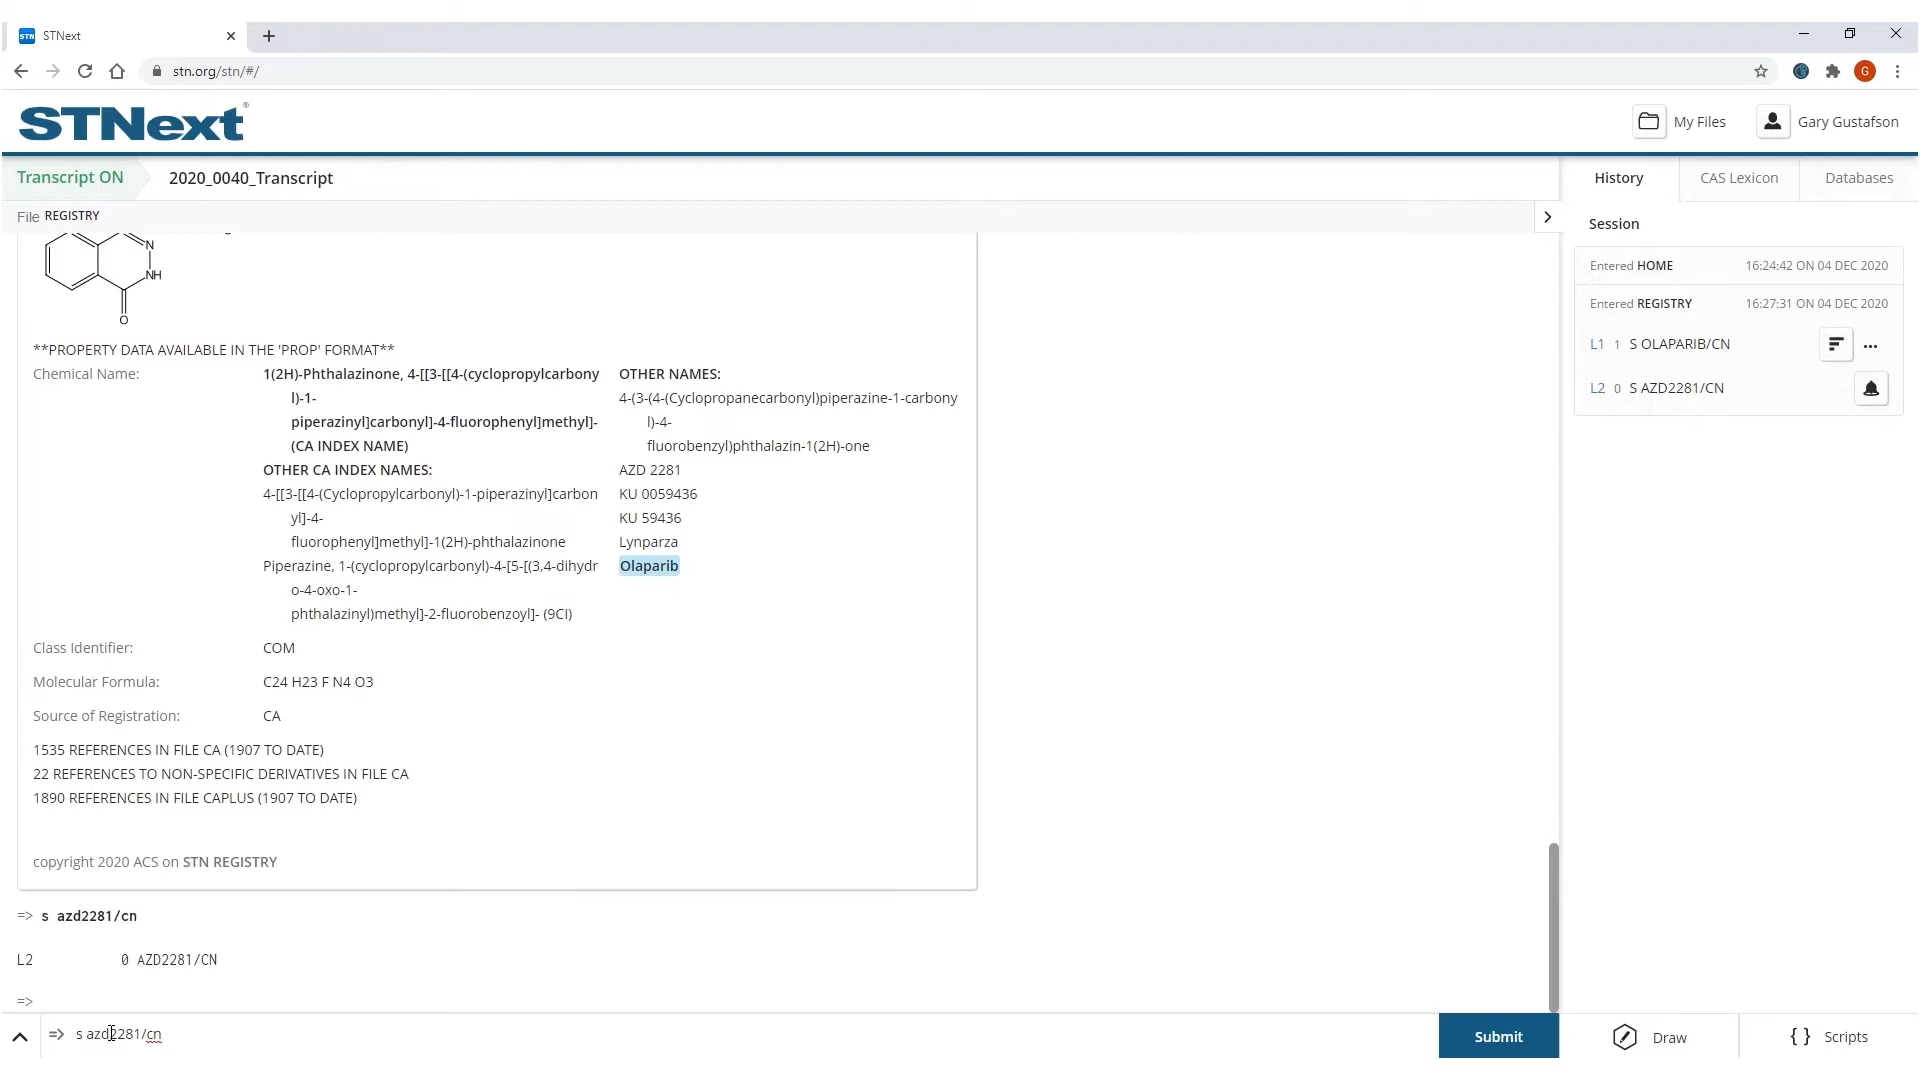 STN STNext
stn.org/stn/#/
G
STNext®
My Files
Gary Gustafson
Transcript ON
2020_0040_Transcript
History
CAS Lexicon
Databases
File REGISTRY
N
NH
O
**PROPERTY DATA AVAILABLE IN THE 'PROP' FORMAT**
Chemical Name:
1(2H)-Phthalazinone, 4-[[3-[[4-(cyclopropylcarbony
l)-1-
piperazinyl]carbonyl]-4-fluorophenyl]methyl]-
(CA INDEX NAME)
OTHER CA INDEX NAMES:
4-[[3-[[4-(Cyclopropylcarbonyl)-1-piperazinyl]carbon
yl]-4-
fluorophenyl]methyl]-1(2H)-phthalazinone
Piperazine, 1-(cyclopropylcarbonyl)-4-[5-[(3,4-dihydr
o-4-oxo-1-
phthalazinyl)methyl]-2-fluorobenzoyl]- (9CI)
OTHER NAMES:
4-(3-(4-(Cyclopropanecarbonyl)piperazine-1-carbony
l)-4-
fluorobenzyl)phthalazin-1(2H)-one
AZD 2281
KU 0059436
KU 59436
Lynparza
Olaparib
Class Identifier:
COM
Molecular Formula:
C24 H23 F N4 O3
Source of Registration:
CA
1535 REFERENCES IN FILE CA (1907 TO DATE)
22 REFERENCES TO NON-SPECIFIC DERIVATIVES IN FILE CA
1890 REFERENCES IN FILE CAPLUS (1907 TO DATE)
copyright 2020 ACS on STN REGISTRY
=> s azd2281/cn
L2 0 AZD2281/CN
=>
=> s azd2281/cn
Submit
Draw
{ } Scripts
Session
Entered HOME 16:24:42 ON 04 DEC 2020
Entered REGISTRY 16:27:31 ON 04 DEC 2020
L1 1 S OLAPARIB/CN
L2 0 S AZD2281/CN